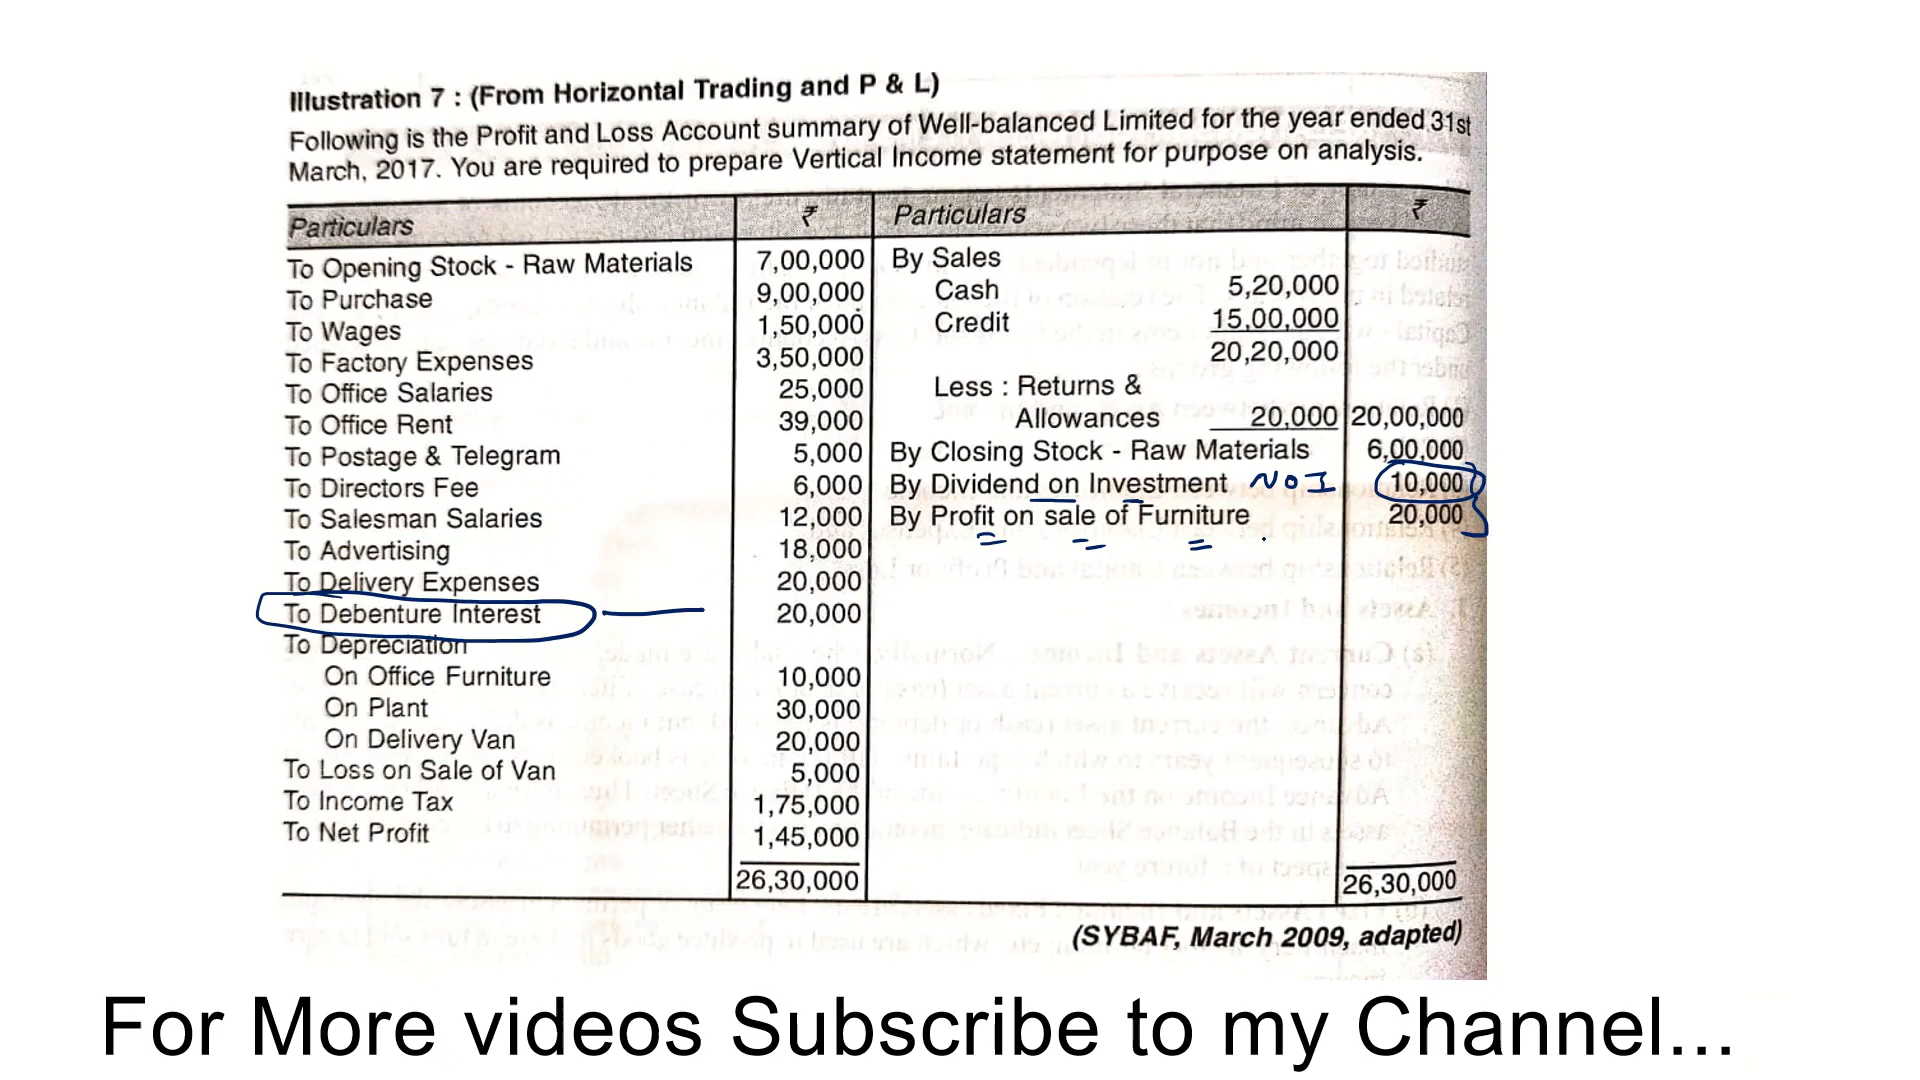 Illustration 7 : (From Horizontal Trading and P & L)
Following is the Profit and Loss Account summary of Well-balanced Limited for the year ended 31st
March, 2017. You are required to prepare Vertical Income statement for purpose on analysis.
Particulars ₹ Particulars ₹
To Opening Stock - Raw Materials 7,00,000 By Sales
To Purchase 9,00,000 Cash 5,20,000
To Wages 1,50,000 Credit 15,00,000
To Factory Expenses 3,50,000 20,20,000
To Office Salaries 25,000 Less : Returns &
To Office Rent 39,000 Allowances 20,000 20,00,000
To Postage & Telegram 5,000 By Closing Stock - Raw Materials 6,00,000
To Directors Fee 6,000 By Dividend on Investment NOI 10,000
To Salesman Salaries 12,000 By Profit on sale of Furniture 20,000
To Advertising 18,000
To Delivery Expenses 20,000
To Debenture Interest 20,000
To Depreciation
On Office Furniture 10,000
On Plant 30,000
On Delivery Van 20,000
To Loss on Sale of Van 5,000
To Income Tax 1,75,000
To Net Profit 1,45,000
26,30,000 26,30,000
(SYBAF, March 2009, adapted)
For More videos Subscribe to my Channel...